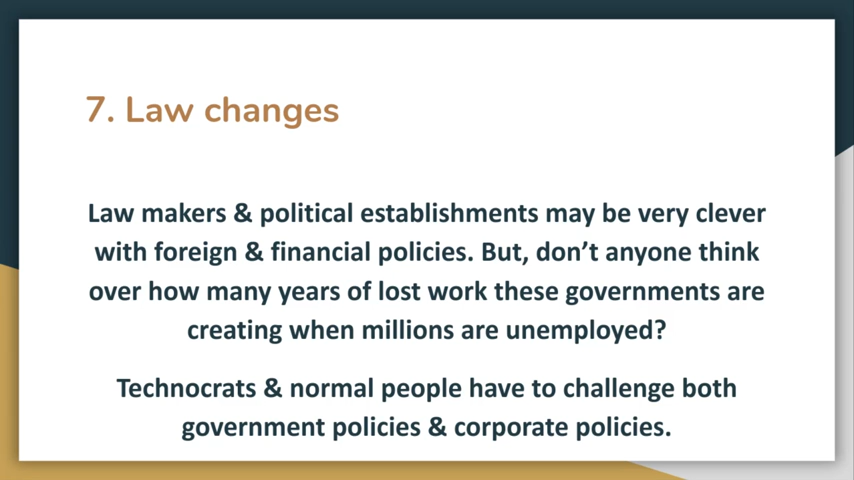 7. Law changes
Law makers & political establishments may be very clever
with foreign & financial policies. But, don’t anyone think
over how many years of lost work these governments are
creating when millions are unemployed?
Technocrats & normal people have to challenge both
government policies & corporate policies.